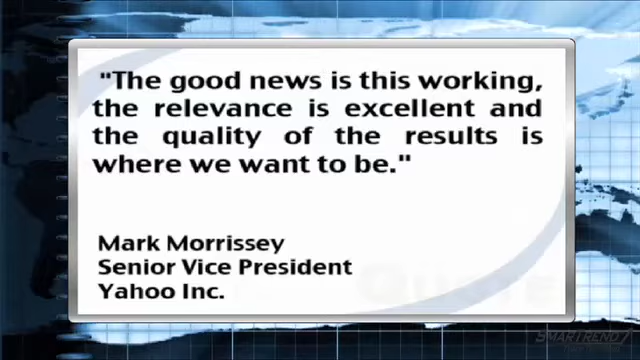 "The good news is this working,
the relevance is excellent and
the quality of the results is
where we want to be."
Mark Morrissey
Senior Vice President
Yahoo Inc.
QUOTE
SMARTREND